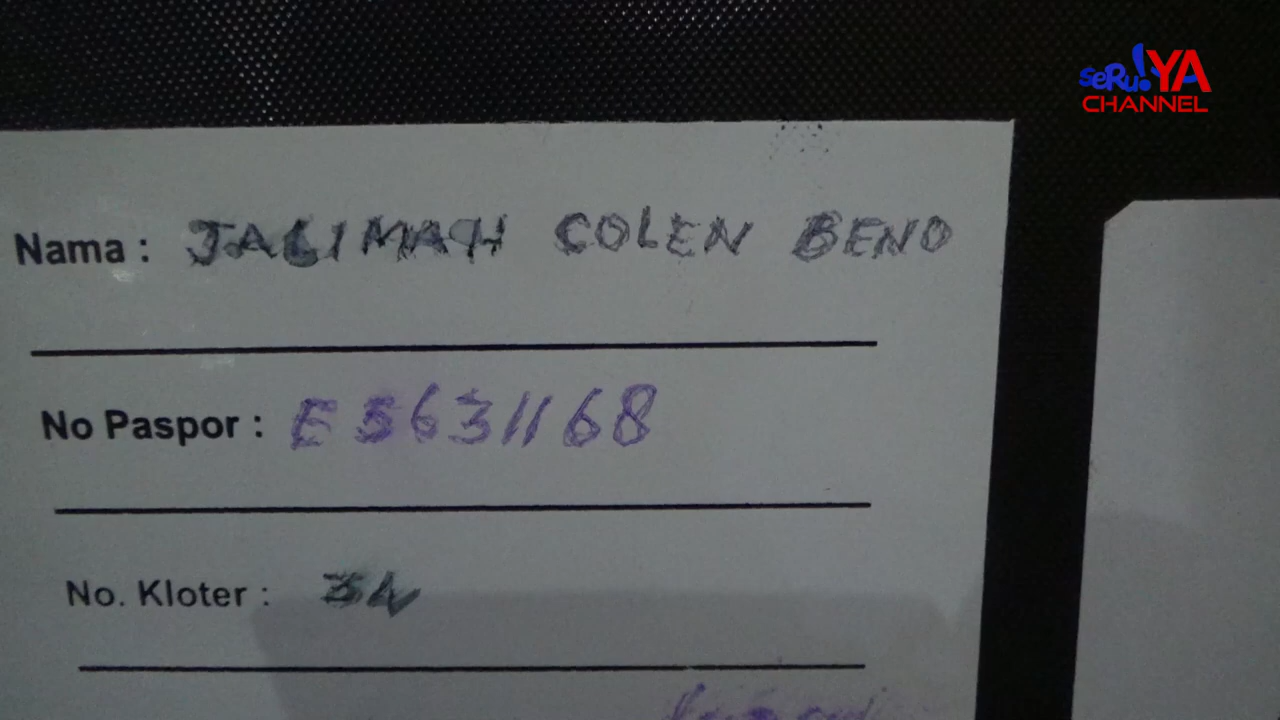 seRu!YA
CHANNEL
Nama : JALIMAH COLEN BENO
No Paspor : E5631168
No. Kloter : 34